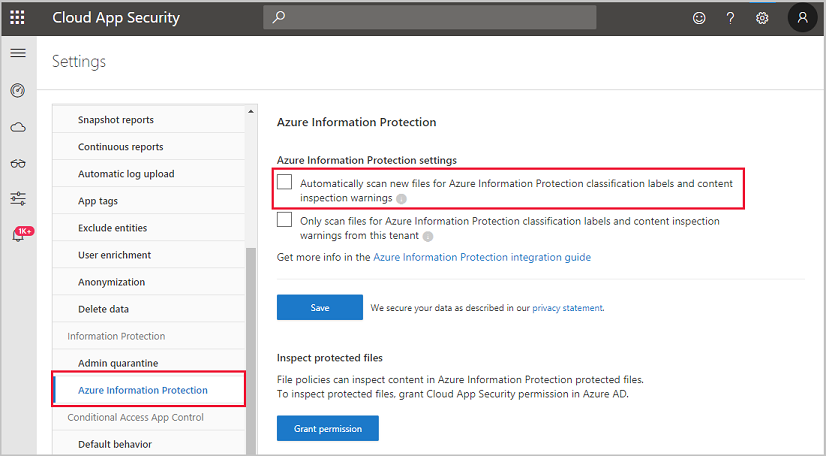 Cloud App Security
Settings
1K+
Snapshot reports
Continuous reports
Automatic log upload
App tags
Exclude entities
User enrichment
Anonymization
Delete data
Information Protection
Admin quarantine
Azure Information Protection
Conditional Access App Control
Default behavior
Azure Information Protection
Azure Information Protection settings
Automatically scan new files for Azure Information Protection classification labels and content
inspection warnings i
Only scan files for Azure Information Protection classification labels and content inspection
warnings from this tenant i
Get more info in the Azure Information Protection integration guide
Save We secure your data as described in our privacy statement.
Inspect protected files
File policies can inspect content in Azure Information Protection protected files.
To inspect protected files, grant Cloud App Security permission in Azure AD.
Grant permission